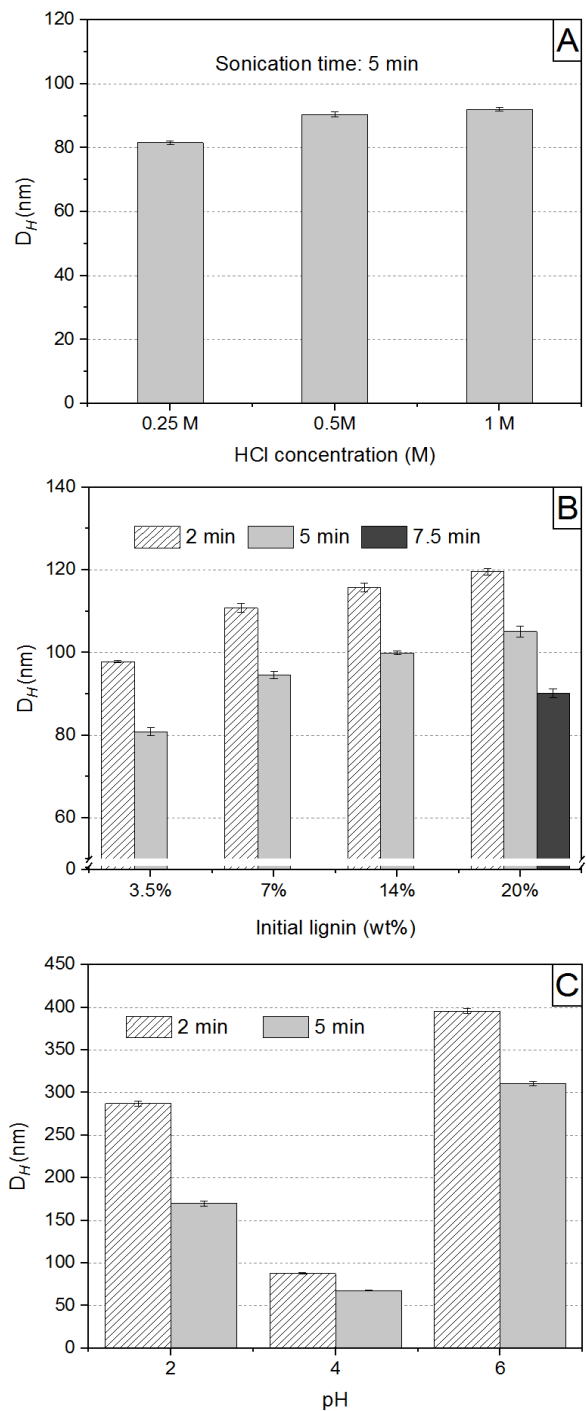 A
Sonication time: 5 min
120
100
80
60
40
20
0
D_H (nm)
0.25 M 0.5M 1 M
HCl concentration (M)
B
2 min 5 min 7.5 min
140
120
100
80
60
0
D_H (nm)
3.5% 7% 14% 20%
Initial lignin (wt%)
C
2 min 5 min
450
400
350
300
250
200
150
100
50
0
D_H (nm)
2 4 6
pH